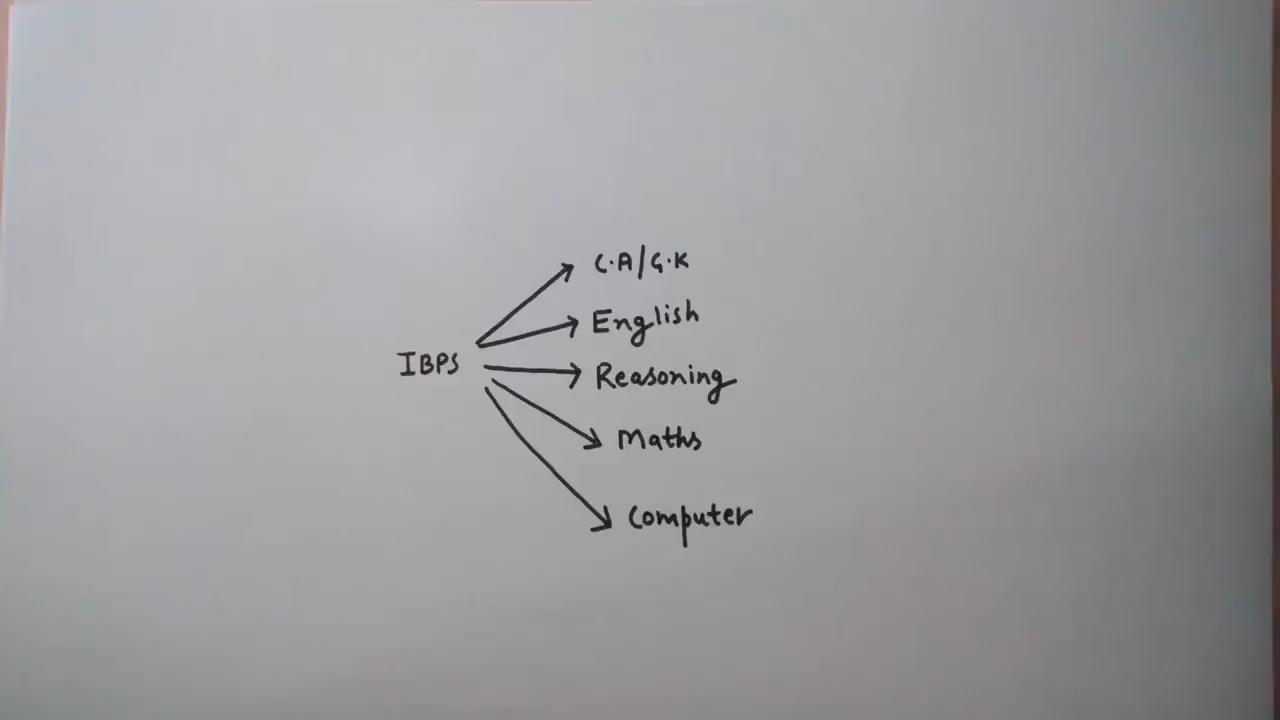 C.A/G.K
English
IBPS
Reasoning
Maths
Computer